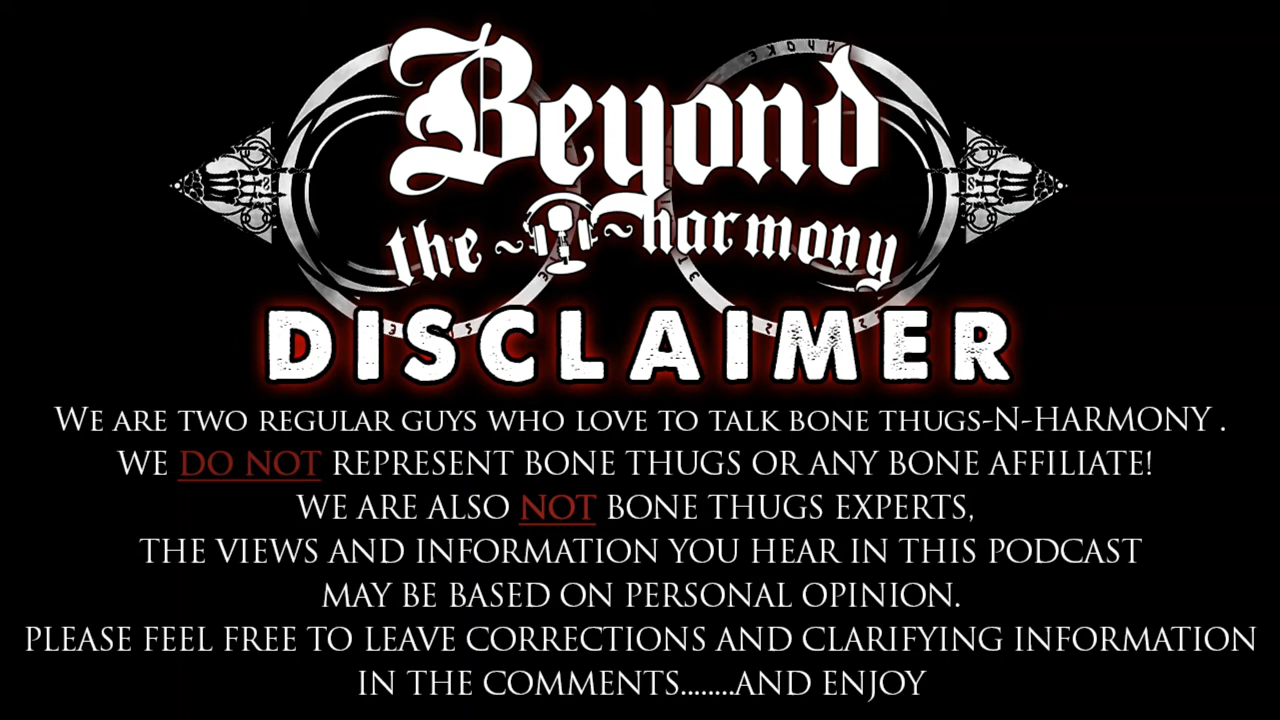 Beyond
the ~ ~ harmony
DISCLAIMER
WE ARE TWO REGULAR GUYS WHO LOVE TO TALK BONE THUGS-N-HARMONY .
WE DO NOT REPRESENT BONE THUGS OR ANY BONE AFFILIATE!
WE ARE ALSO NOT BONE THUGS EXPERTS,
THE VIEWS AND INFORMATION YOU HEAR IN THIS PODCAST
MAY BE BASED ON PERSONAL OPINION.
PLEASE FEEL FREE TO LEAVE CORRECTIONS AND CLARIFYING INFORMATION
IN THE COMMENTS........AND ENJOY